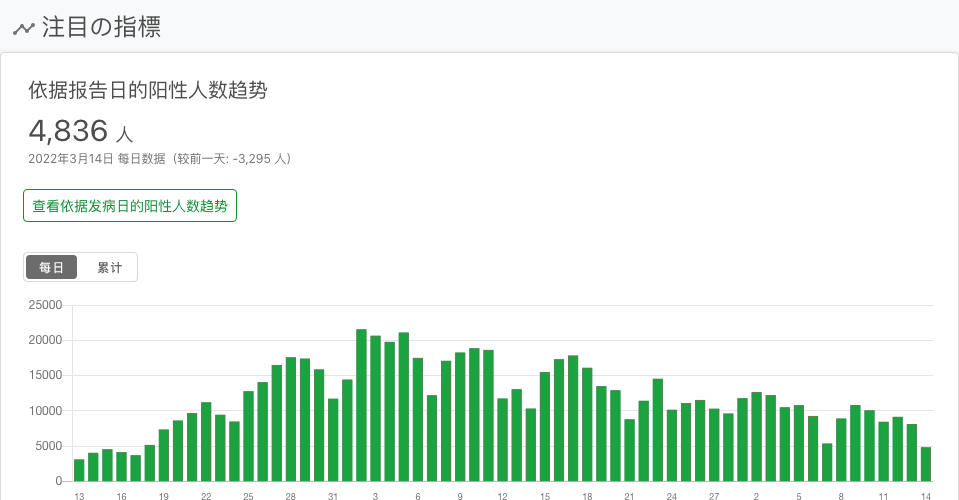 注目の指標
依据报告日的阳性人数趋势
4,836 人
2022年3月14日 每日数据（较前一天: -3,295 人）
查看依据发病日的阳性人数趋势
每日 累计
25000
20000
15000
10000
5000
0
13 16 19 22 25 28 31 3 6 9 12 15 18 21 24 27 2 5 8 11 14